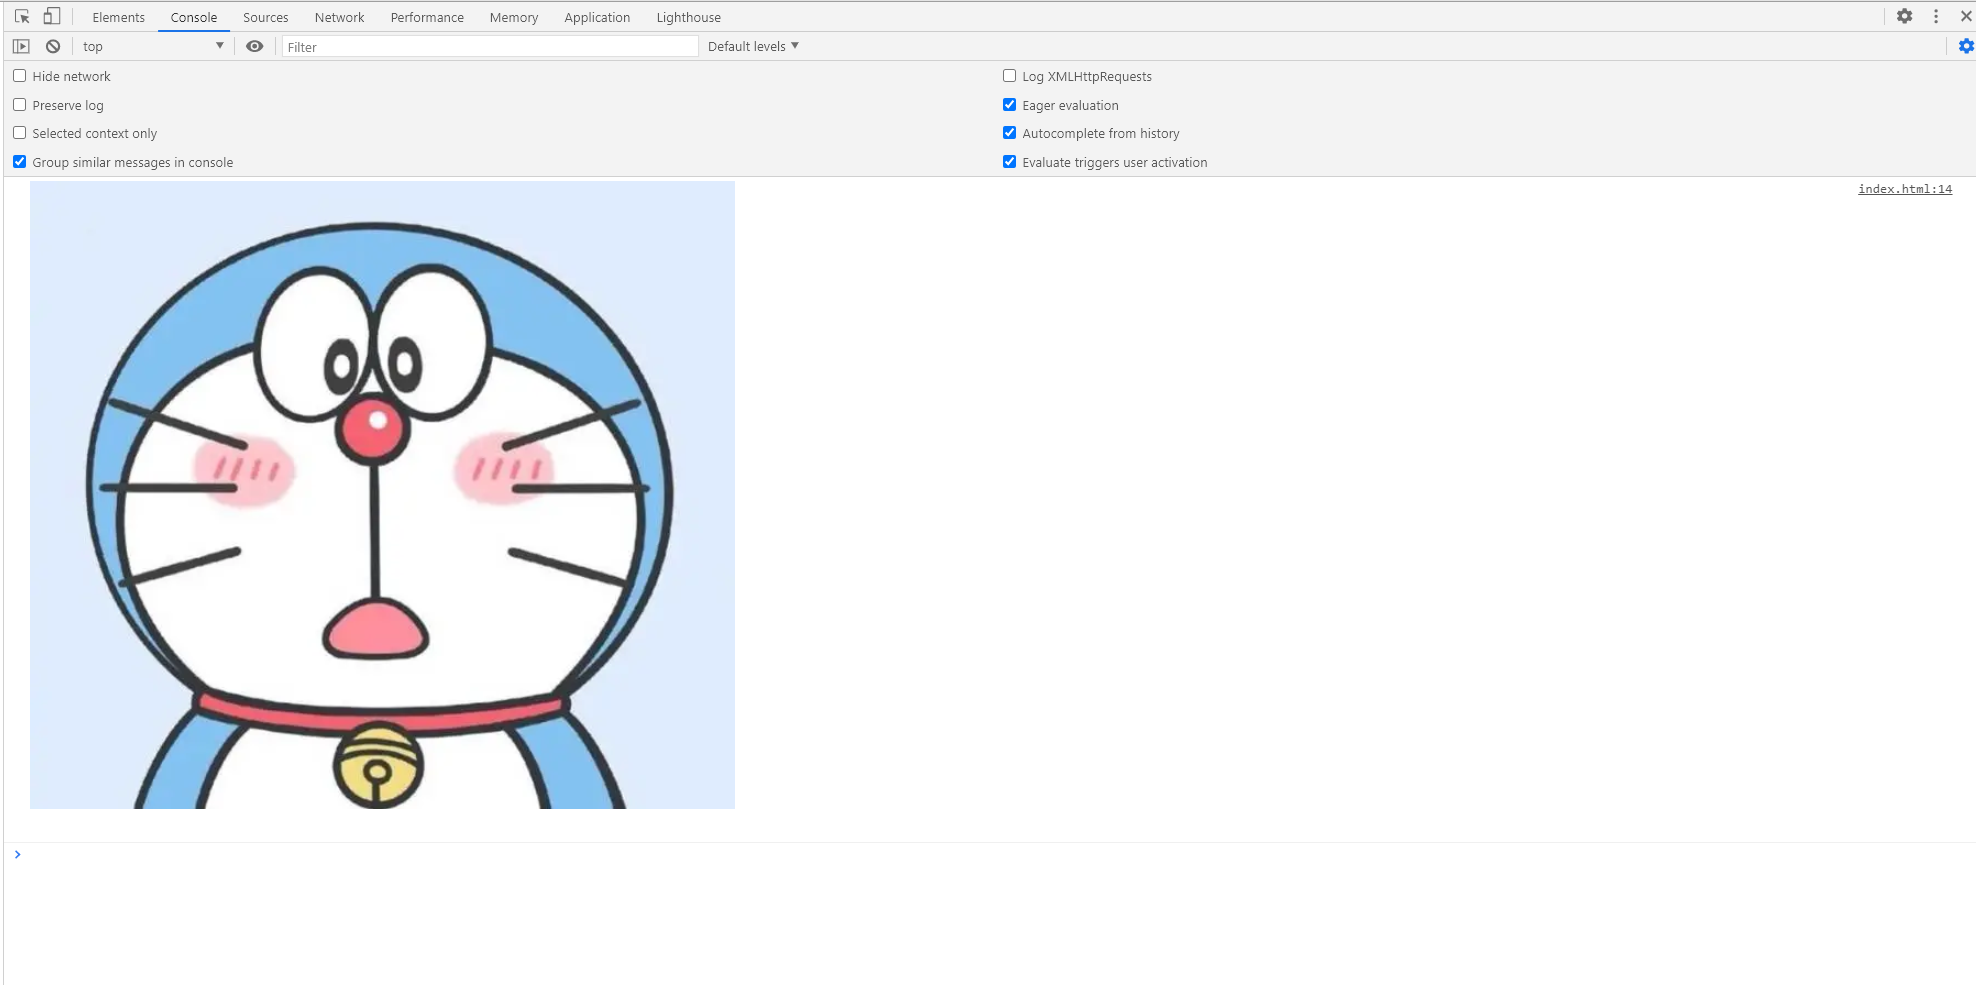 Elements Console Sources Network Performance Memory Application Lighthouse
top Filter Default levels
Hide network Log XMLHttpRequests
Preserve log Eager evaluation
Selected context only Autocomplete from history
Group similar messages in console Evaluate triggers user activation
index.html:14